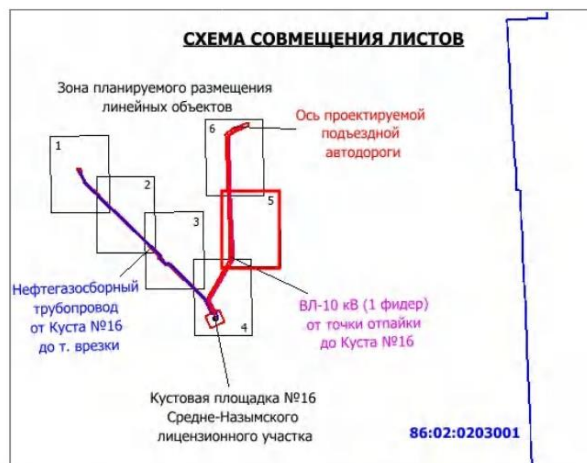 СХЕМА СОВМЕЩЕНИЯ ЛИСТОВ
Зона планируемого размещения
линейных объектов
6
Ось проектируемой
подъездной
автодороги
1
2
5
3
Нефтегазосборный
трубопровод
от Куста №16
до т. врезки
ВЛ-10 кВ (1 фидер)
от точки отпайки
до Куста №16
4
Кустовая площадка №16
Средне-Назымского
лицензионного участка
86:02:0203001